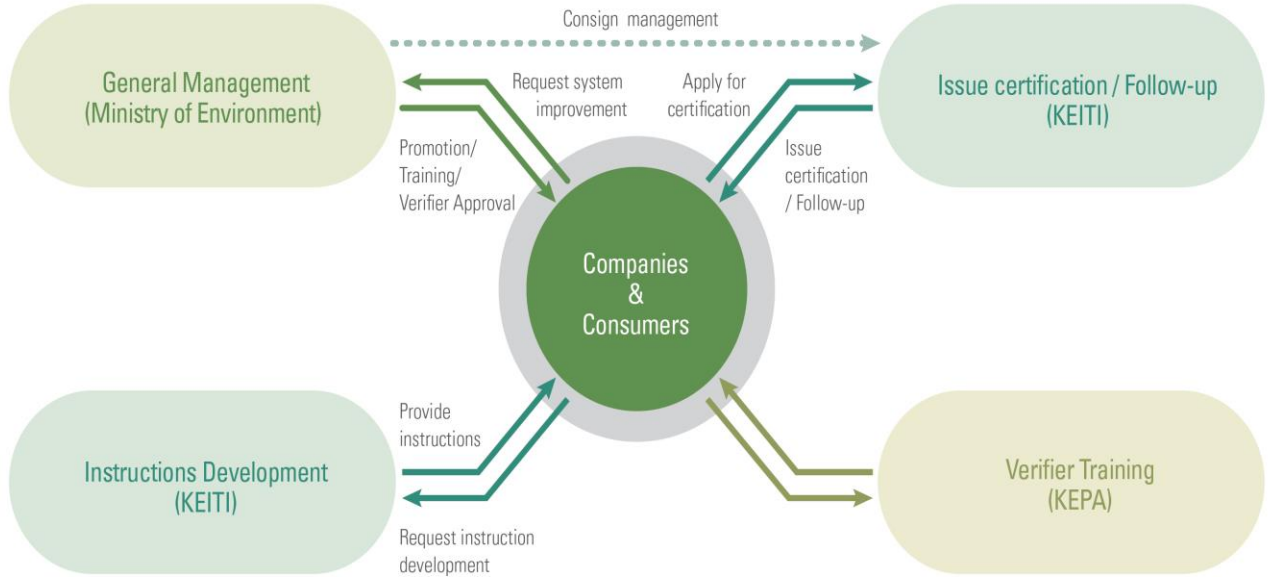 Consign management
General Management
(Ministry of Environment)
Request system
improvement
Apply for
certification
Issue certification / Follow-up
(KEITI)
Promotion/
Training/
Verifier Approval
Issue
certification
/ Follow-up
Companies
&
Consumers
Provide
instructions
Instructions Development
(KEITI)
Request instruction
development
Verifier Training
(KEPA)